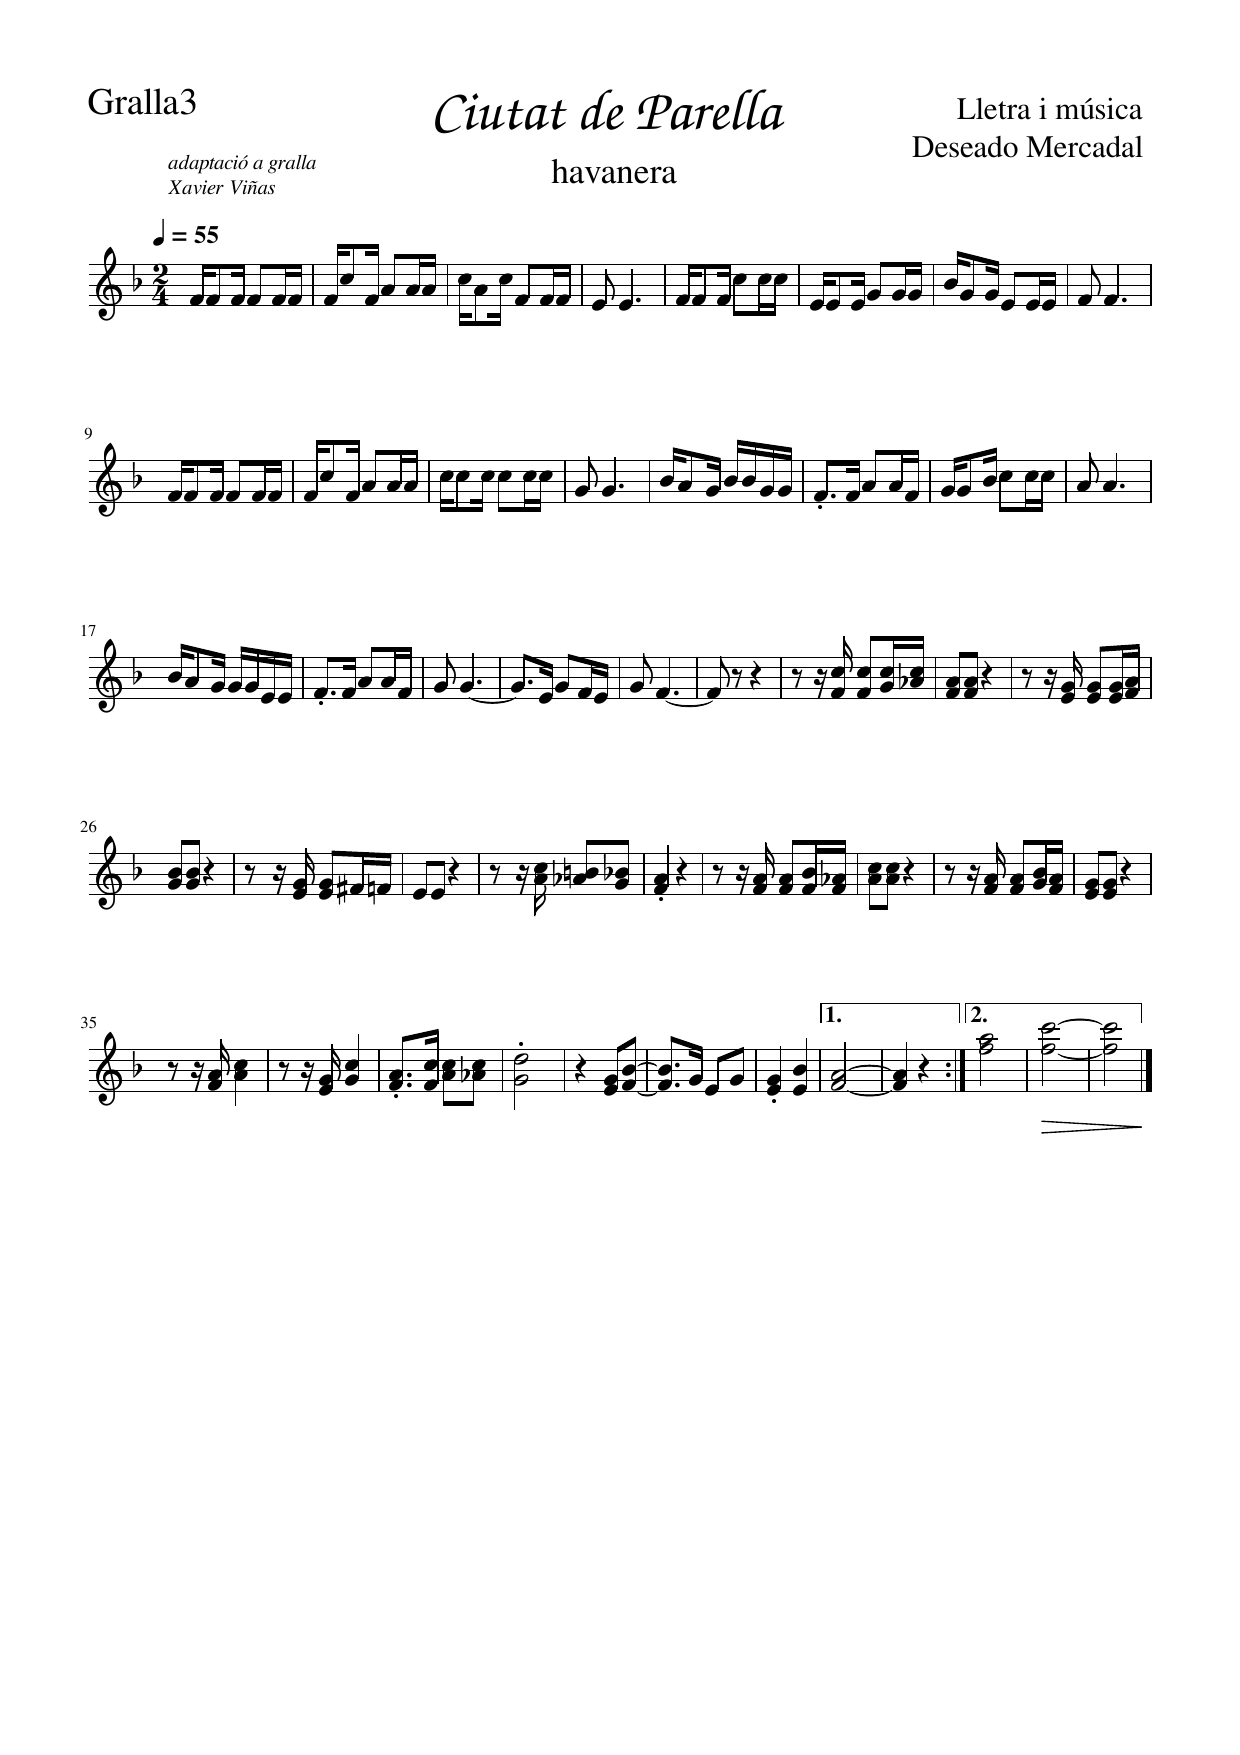 Gralla3
Ciutat de Parella
Lletra i música
Deseado Mercadal
adaptació a gralla
Xavier Viñas
havanera
= 55
2
4
9
17
26
35
1.
2.